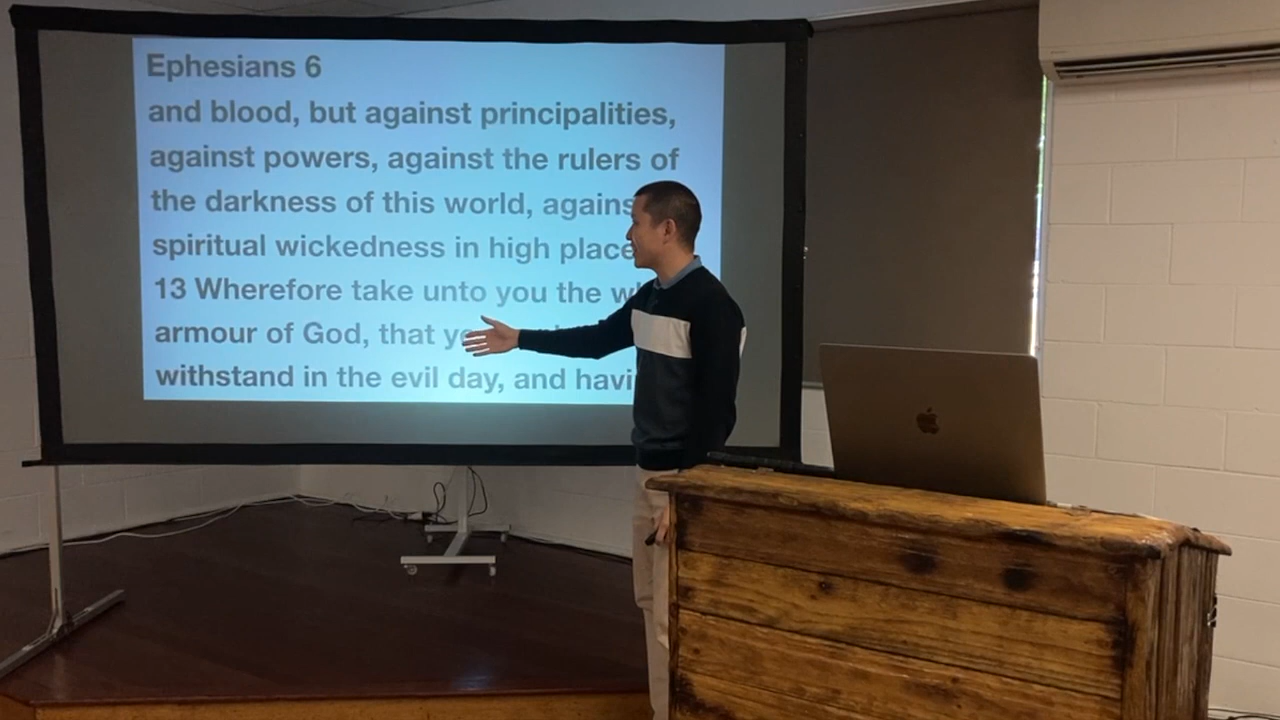 Ephesians 6
and blood, but against principalities,
against powers, against the rulers of
the darkness of this world, agains
spiritual wickedness in high place
13 Wherefore take unto you the
armour of God, that
withstand in the evil day, and